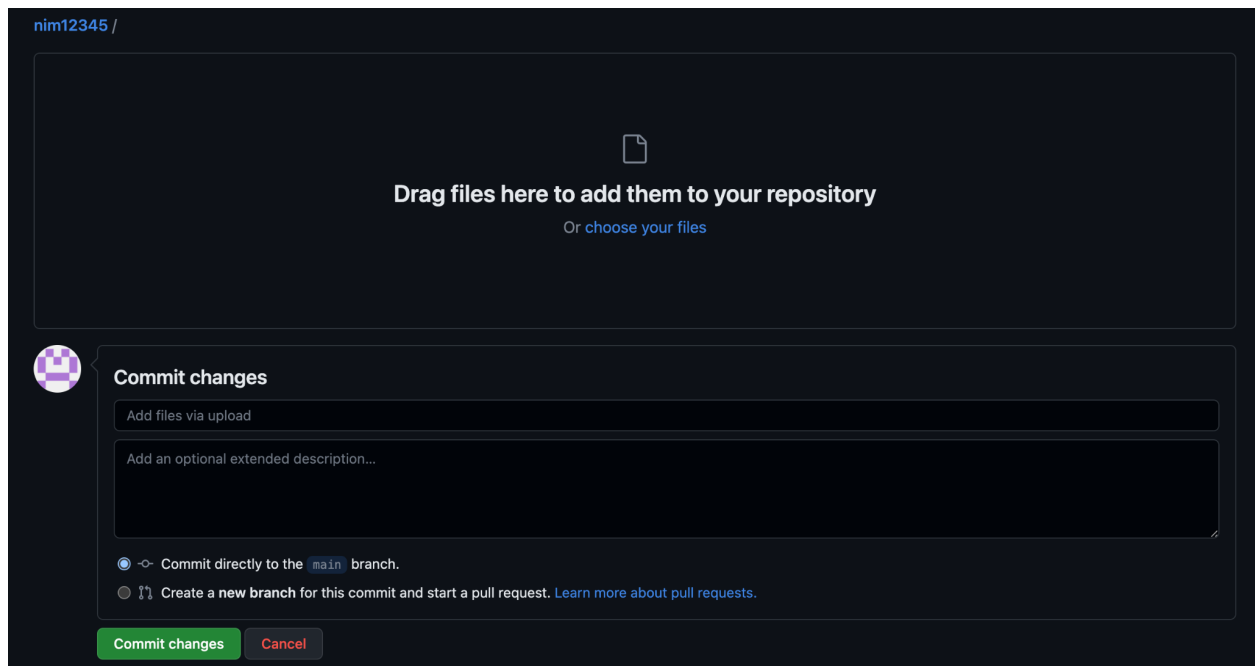 nim12345 /
Drag files here to add them to your repository
Or choose your files
Commit changes
Add files via upload
Add an optional extended description...
Commit directly to the main branch.
Create a new branch for this commit and start a pull request. Learn more about pull requests.
Commit changes Cancel